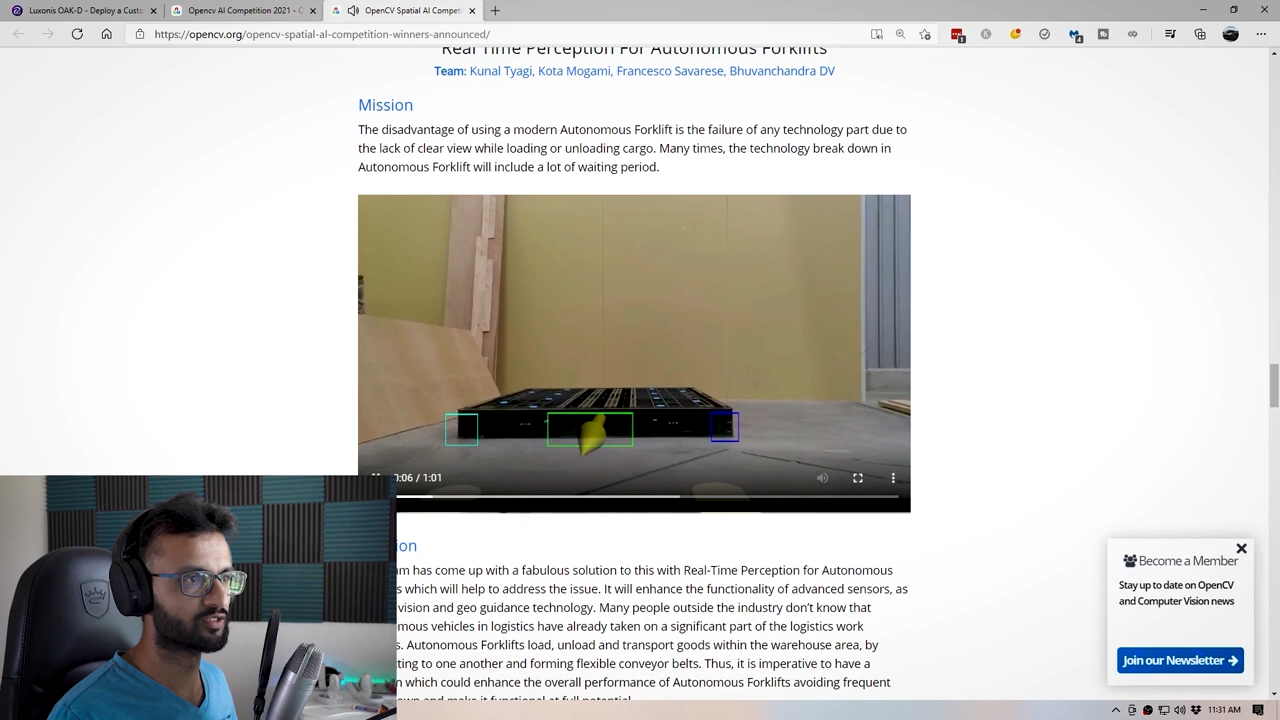 Luxonis OAK-D - Deploy a Custo
Opencv AI Competition 2021 - C
OpenCV Spatial AI Competi
https://opencv.org/opencv-spatial-ai-competition-winners-announced/
Real Time Perception For Autonomous Forklifts
Team: Kunal Tyagi, Kota Mogami, Francesco Savarese, Bhuvanchandra DV
Mission
The disadvantage of using a modern Autonomous Forklift is the failure of any technology part due to
the lack of clear view while loading or unloading cargo. Many times, the technology break down in
Autonomous Forklift will include a lot of waiting period.
0:06 / 1:01
ion
m has come up with a fabulous solution to this with Real-Time Perception for Autonomous
s which will help to address the issue. It will enhance the functionality of advanced sensors, as
vision and geo guidance technology. Many people outside the industry don't know that
mous vehicles in logistics have already taken on a significant part of the logistics work
s. Autonomous Forklifts load, unload and transport goods within the warehouse area, by
ting to one another and forming flexible conveyor belts. Thus, it is imperative to have a
n which could enhance the overall performance of Autonomous Forklifts avoiding frequent
own and make it functional at full potential.
Become a Member
Stay up to date on OpenCV
and Computer Vision news
Join our Newsletter
11:31 AM